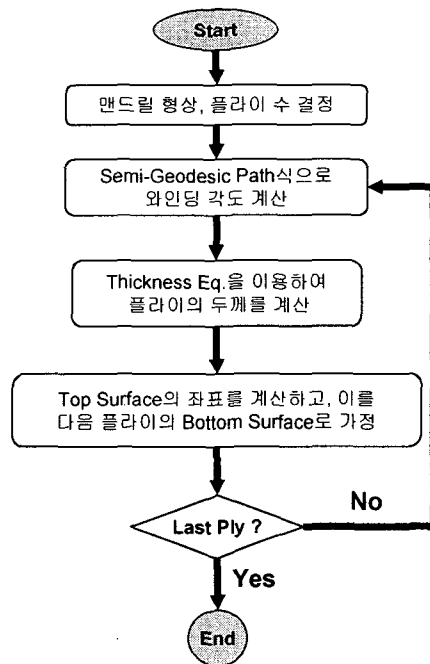 Start
맨드릴 형상, 플라이 수 결정
Semi-Geodesic Path식으로
와인딩 각도 계산
Thickness Eq.을 이용하여
플라이의 두께를 계산
Top Surface의 좌표를 계산하고, 이를
다음 플라이의 Bottom Surface로 가정
Last Ply ?
No
Yes
End